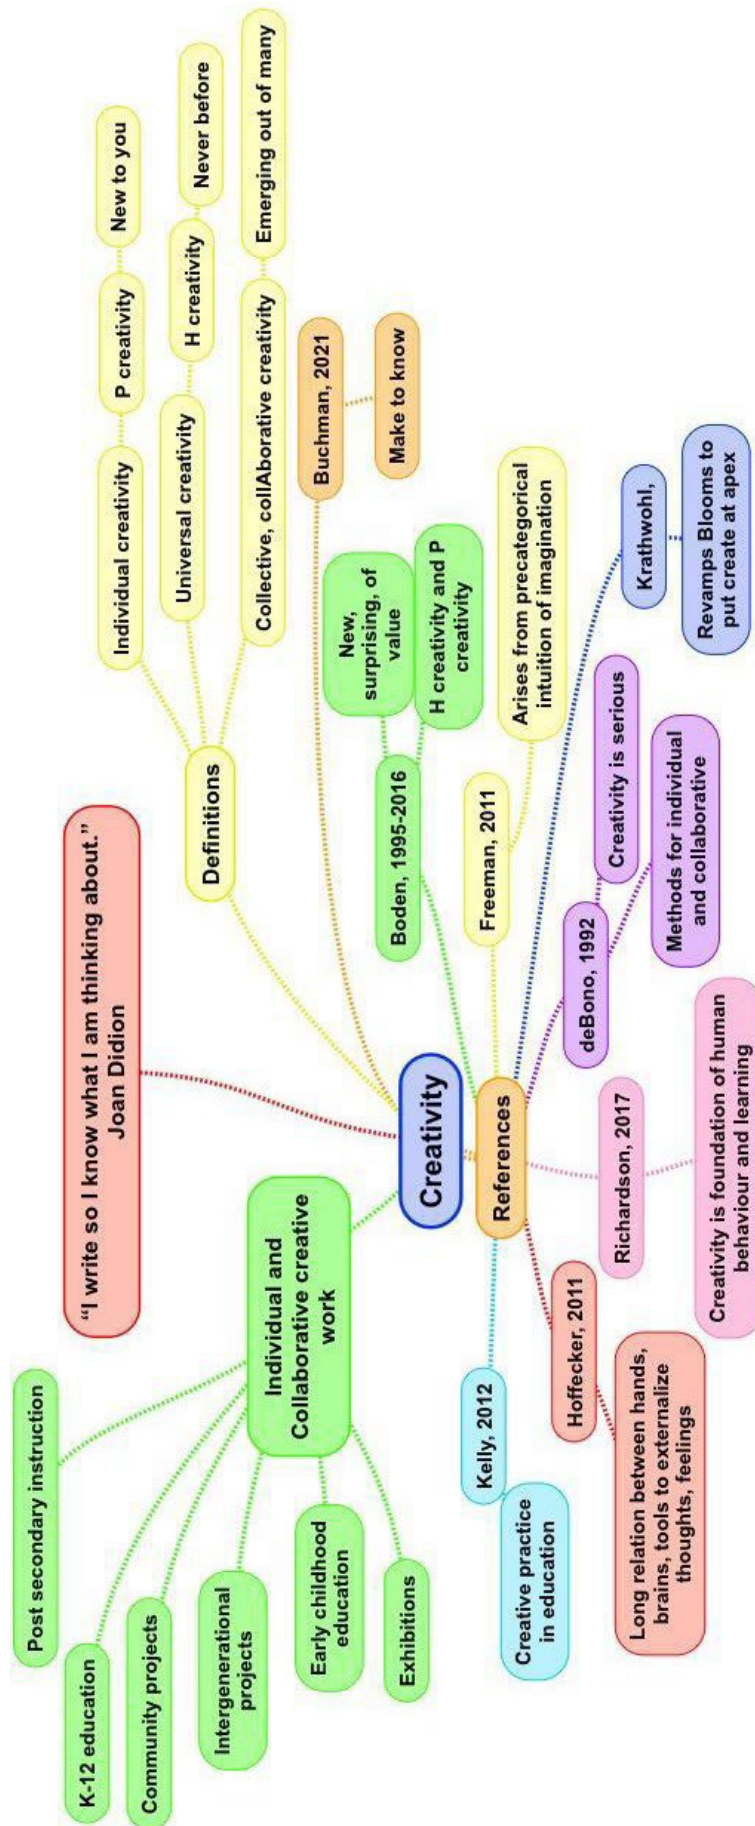 Creativity
"I write so I know what I am thinking about."
Joan Didion
Definitions
Individual creativity
P creativity
New to you
Universal creativity
H creativity
Never before
Collective, collAborative creativity
Emerging out of many
Individual and
Collaborative creative
work
Post secondary instruction
K-12 education
Community projects
Intergenerational
projects
Early childhood
education
Exhibitions
Buchman, 2021
Make to know
References
Boden, 1995-2016
New,
surprising, of
value
H creativity and P
creativity
Freeman, 2011
Arises from precategorical
intuition of imagination
Krathwohl,
Revamps Blooms to
put create at apex
deBono, 1992
Creativity is serious
Methods for individual
and collaborative
Richardson, 2017
Creativity is foundation of human
behaviour and learning
Hoffecker, 2011
Long relation between hands,
brains, tools to externalize
thoughts, feelings
Kelly, 2012
Creative practice
in education